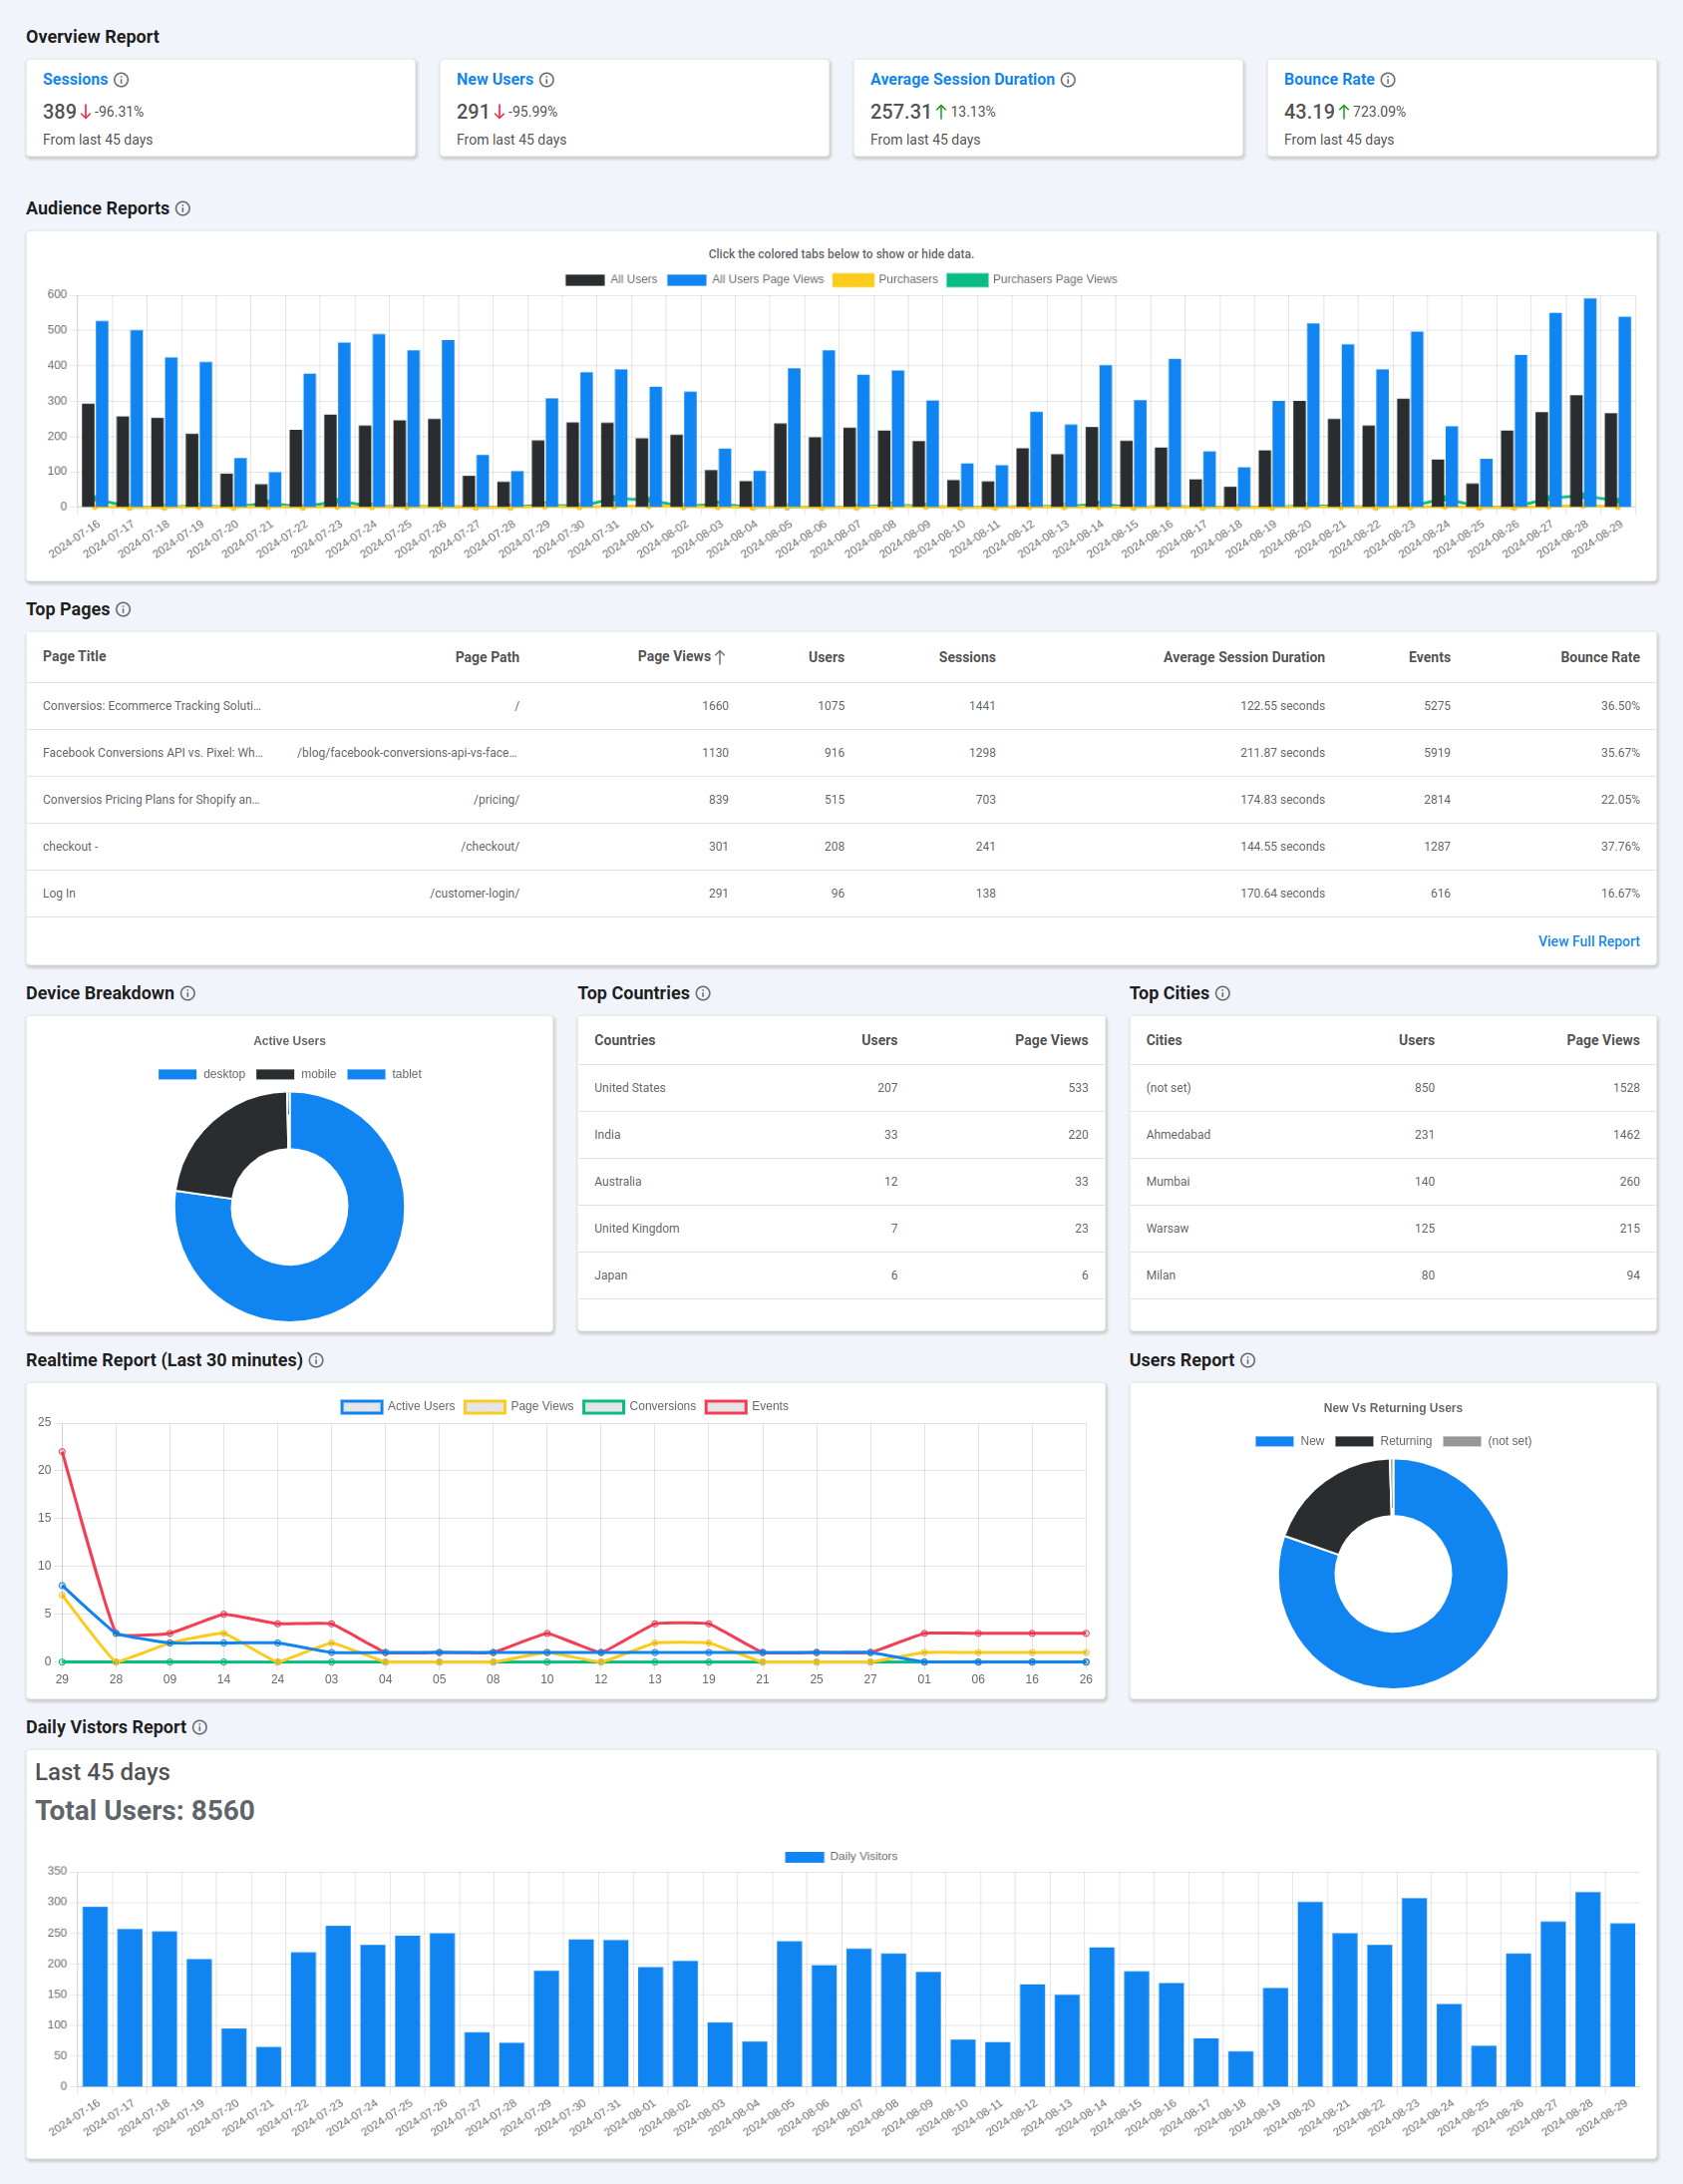 Overview Report
Sessions
389 -96.31%
From last 45 days
New Users
291 -95.99%
From last 45 days
Average Session Duration
257.31 13.13%
From last 45 days
Bounce Rate
43.19 723.09%
From last 45 days
Audience Reports
Click the colored tabs below to show or hide data.
All Users All Users Page Views Purchasers Purchasers Page Views
600
500
400
300
200
100
0
2024-07-16 2024-07-17 2024-07-18 2024-07-19 2024-07-20 2024-07-21 2024-07-22 2024-07-23 2024-07-24 2024-07-25 2024-07-26 2024-07-27 2024-07-28 2024-07-29 2024-07-30 2024-07-31 2024-08-01 2024-08-02 2024-08-03 2024-08-04 2024-08-05 2024-08-06 2024-08-07 2024-08-08 2024-08-09 2024-08-10 2024-08-11 2024-08-12 2024-08-13 2024-08-14 2024-08-15 2024-08-16 2024-08-17 2024-08-18 2024-08-19 2024-08-20 2024-08-21 2024-08-22 2024-08-23 2024-08-24 2024-08-25 2024-08-26 2024-08-27 2024-08-28 2024-08-29
Top Pages
Page Title Page Path Page Views Users Sessions Average Session Duration Events Bounce Rate
Conversios: Ecommerce Tracking Soluti... / 1660 1075 1441 122.55 seconds 5275 36.50%
Facebook Conversions API vs. Pixel: Wh... /blog/facebook-conversions-api-vs-face... 1130 916 1298 211.87 seconds 5919 35.67%
Conversios Pricing Plans for Shopify an... /pricing/ 839 515 703 174.83 seconds 2814 22.05%
checkout - /checkout/ 301 208 241 144.55 seconds 1287 37.76%
Log In /customer-login/ 291 96 138 170.64 seconds 616 16.67%
View Full Report
Device Breakdown
Active Users
desktop mobile tablet
Top Countries
Countries Users Page Views
United States 207 533
India 33 220
Australia 12 33
United Kingdom 7 23
Japan 6 6
Top Cities
Cities Users Page Views
(not set) 850 1528
Ahmedabad 231 1462
Mumbai 140 260
Warsaw 125 215
Milan 80 94
Realtime Report (Last 30 minutes)
Active Users Page Views Conversions Events
25
20
15
10
5
0
29 28 09 14 24 03 04 05 08 10 12 13 19 21 25 27 01 06 16 26
Users Report
New Vs Returning Users
New Returning (not set)
Daily Vistors Report
Last 45 days
Total Users: 8560
Daily Visitors
350
300
250
200
150
100
50
0
2024-07-16 2024-07-17 2024-07-18 2024-07-19 2024-07-20 2024-07-21 2024-07-22 2024-07-23 2024-07-24 2024-07-25 2024-07-26 2024-07-27 2024-07-28 2024-07-29 2024-07-30 2024-07-31 2024-08-01 2024-08-02 2024-08-03 2024-08-04 2024-08-05 2024-08-06 2024-08-07 2024-08-08 2024-08-09 2024-08-10 2024-08-11 2024-08-12 2024-08-13 2024-08-14 2024-08-15 2024-08-16 2024-08-17 2024-08-18 2024-08-19 2024-08-20 2024-08-21 2024-08-22 2024-08-23 2024-08-24 2024-08-25 2024-08-26 2024-08-27 2024-08-28 2024-08-29